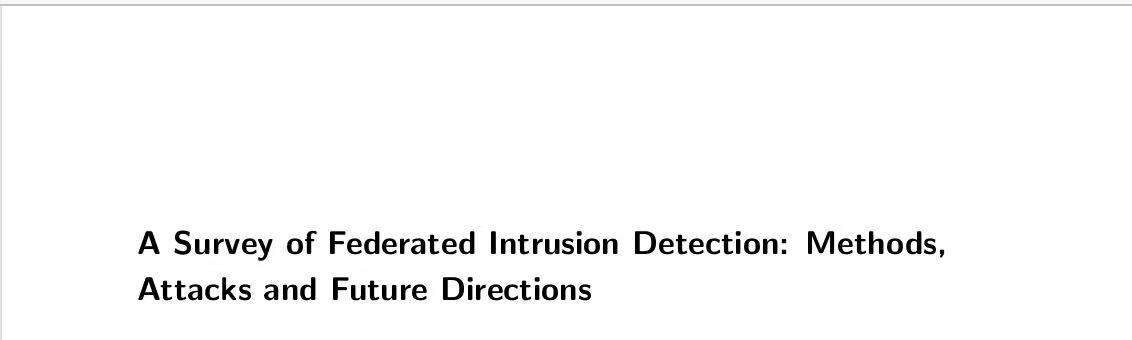 A Survey of Federated Intrusion Detection: Methods,
Attacks and Future Directions